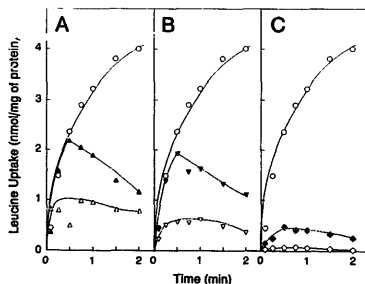 A B C
Leucine Uptake (nmol/mg of protein,
4
3
2
1
0
0 1 2 0 1 2 0 1 2
Time (min)